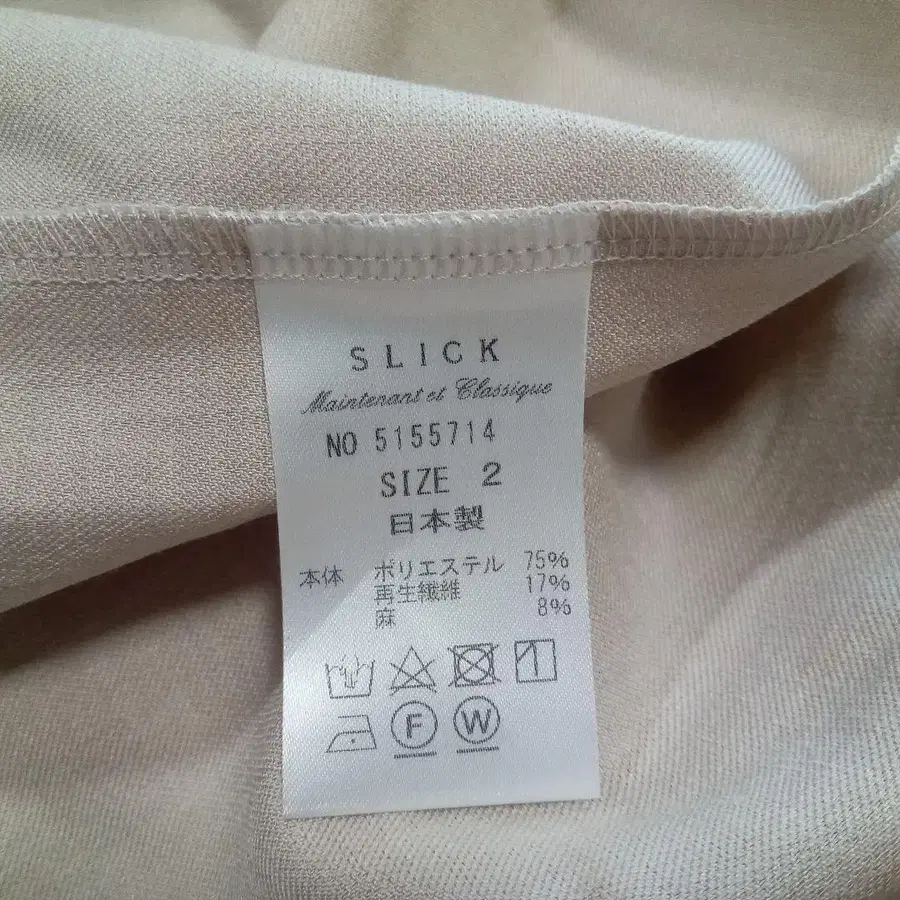 SLICK
Maintenant et Classique
NO 5155714
SIZE 2
日本製
本体 ポリエステル 75%
再生繊維 17%
麻 8%
F W